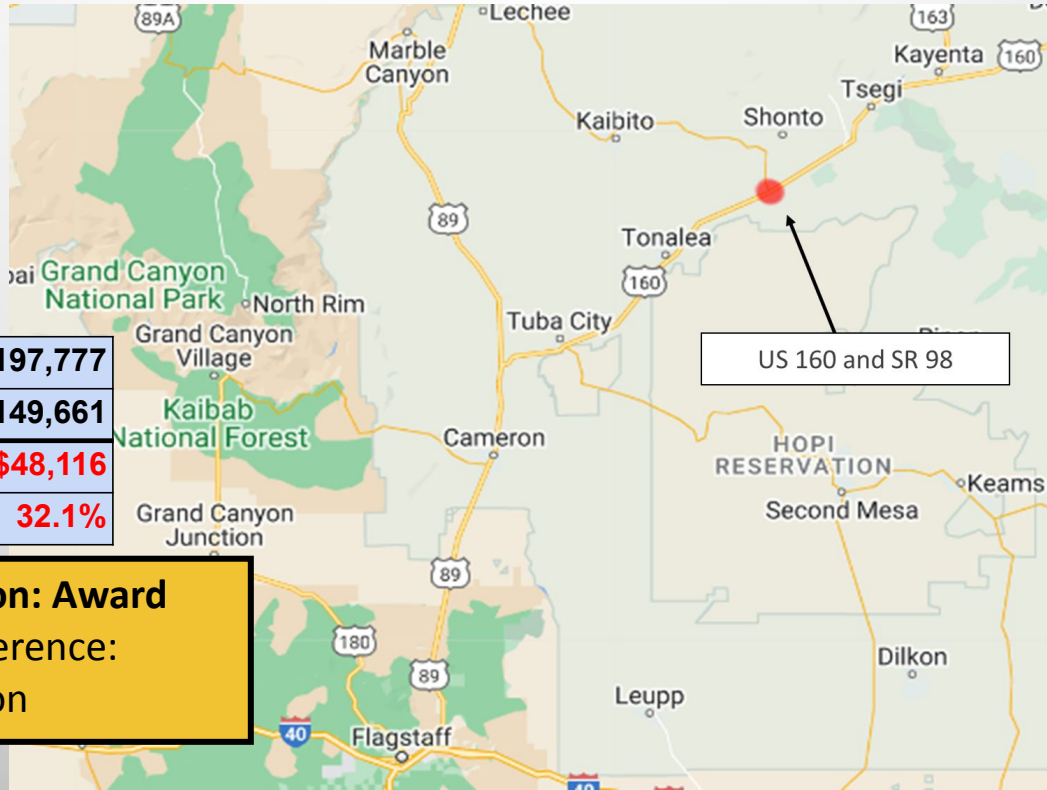 89A
Lechee
163
Marble
Canyon
Kayenta
160
Tsegi
Kaibito
Shonto
89
Tonalea
160
Grand Canyon
National Park
North Rim
Grand Canyon
Village
Tuba City
US 160 and SR 98
97,777
149,661
$48,116
32.1%
Kaibab
National Forest
Cameron
HOPI
RESERVATION
Keams
Second Mesa
Grand Canyon
Junction
89
on: Award
erence:
on
180
89
Dilkon
Leupp
40
Flagstaff
40